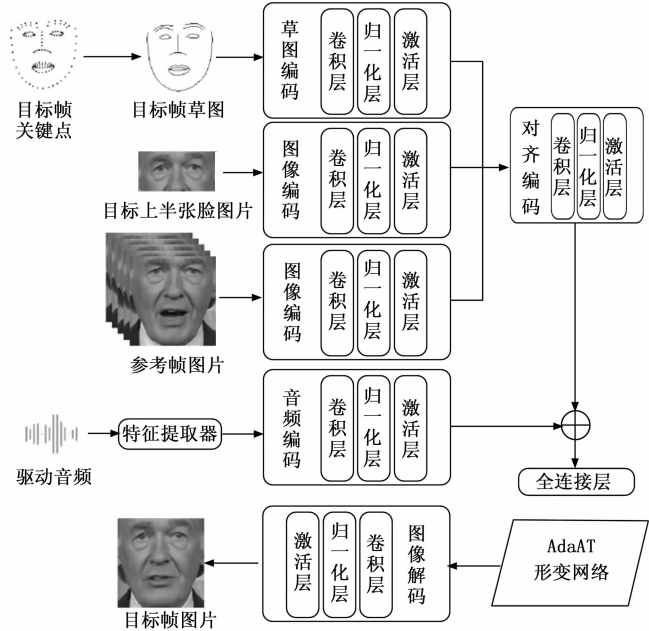 草图编码
卷积层
归一化层
激活层
目标帧
关键点
目标帧草图
图像编码
卷积层
归一化层
激活层
目标上半张脸图片
对齐编码
卷积层
归一化层
激活层
图像编码
卷积层
归一化层
激活层
参考帧图片
音频编码
卷积层
归一化层
激活层
特征提取器
驱动音频
全连接层
激活层
归一化层
卷积层
图像解码
AdaAT
形变网络
目标帧图片